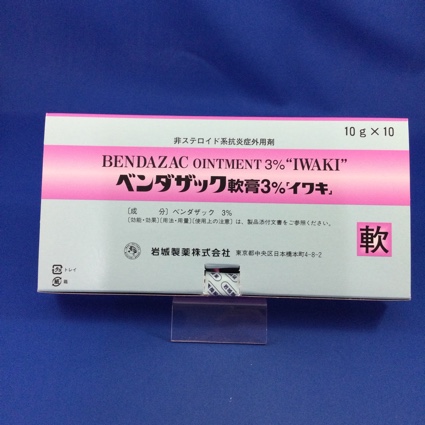 10g×10
非ステロイド系抗炎症外用剤
BENDAZAC OINTMENT 3% “IWAKI”
ベンダザック軟膏3%「イワキ」
〔成　分〕ベンダザック 3%
〔効能・効果〕〔用法・用量〕〔使用上の注意〕は、製品添付文書をご参照ください。
岩城製薬株式会社 東京都中央区日本橋本町4-8-2
軟
トレイ
箱